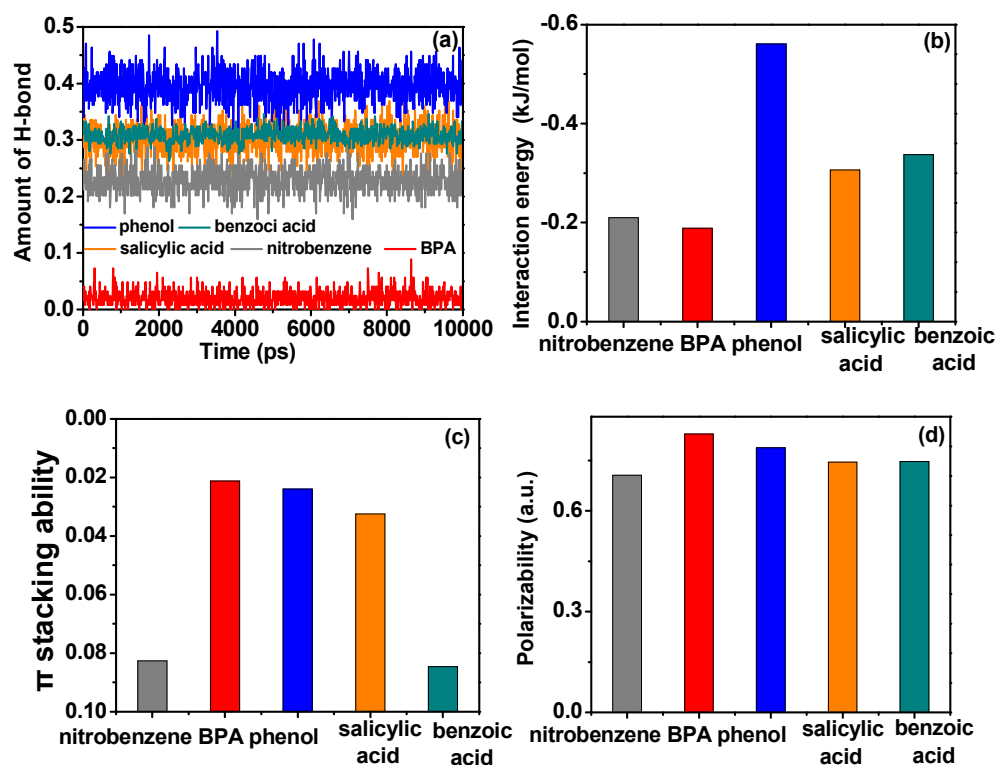 0.5
0.4
0.3
0.2
0.1
0.0
Amount of H-bond
(a)
phenol
benzoci acid
salicylic acid
nitrobenzene
BPA
0 2000 4000 6000 8000 10000
Time (ps)
-0.6
-0.4
-0.2
0.0
Interaction energy (kJ/mol)
(b)
nitrobenzene BPA phenol
salicylic
acid
benzoic
acid
0.00
0.02
0.04
0.06
0.08
0.10
π stacking ability
(c)
nitrobenzene BPA phenol
salicylic
acid
benzoic
acid
0.6
0.3
0.0
Polarizability (a.u.)
(d)
nitrobenzene BPA phenol
salicylic
acid
benzoic
acid